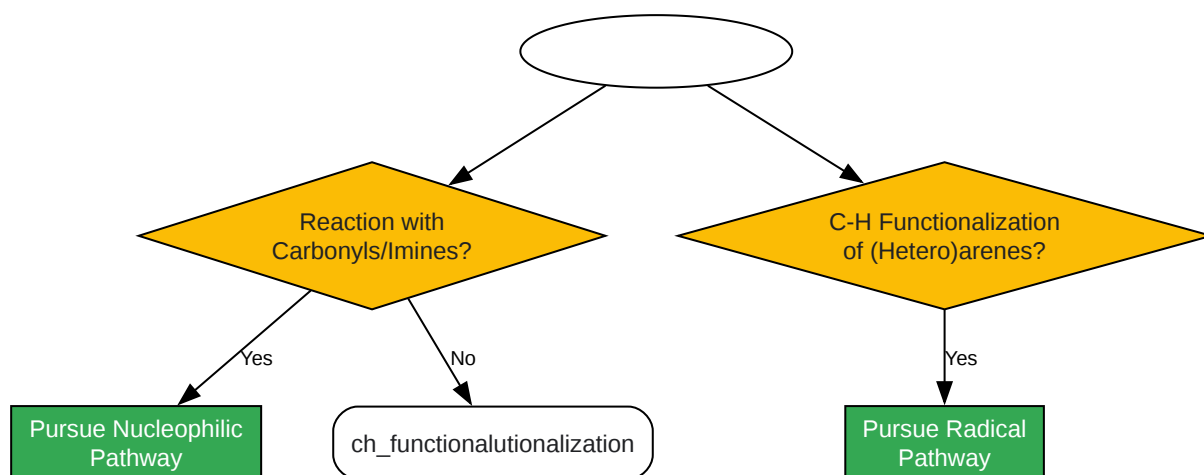 Reaction with
Carbonyls/Imines?
C-H Functionalization
of (Hetero)arenes?
Yes
No
Yes
Pursue Nucleophilic
Pathway
ch_functionalutionalization
Pursue Radical
Pathway